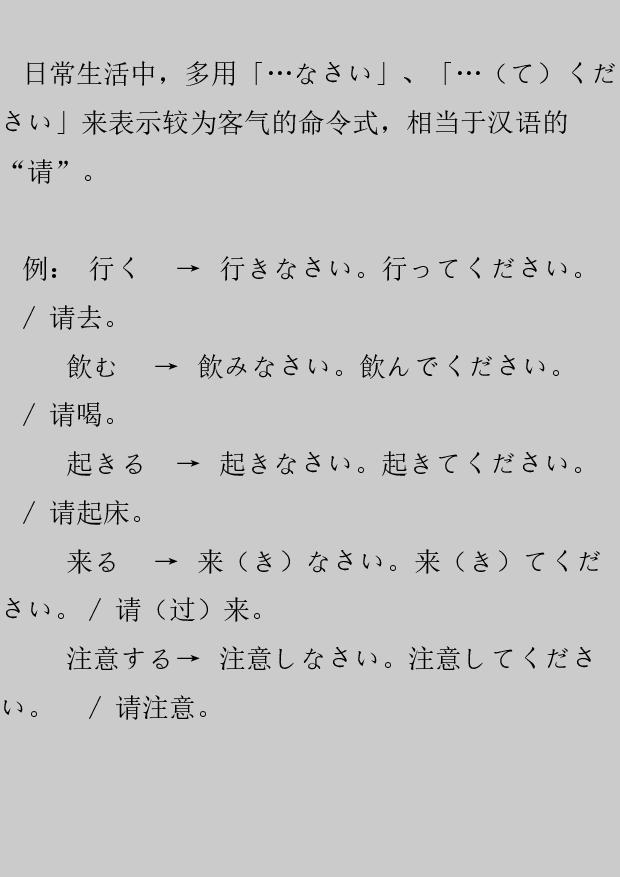 日常生活中，多用「…なさい」、「…（て）くだ
さい」来表示较为客气的命令式，相当于汉语的
“请”。
例： 行く → 行きなさい。行ってください。
/ 请去。
飲む → 飲みなさい。飲んでください。
/ 请喝。
起きる → 起きなさい。起きてください。
/ 请起床。
来る → 来（き）なさい。来（き）てくだ
さい。/ 请（过）来。
注意する→ 注意しなさい。注意してくださ
い。 / 请注意。